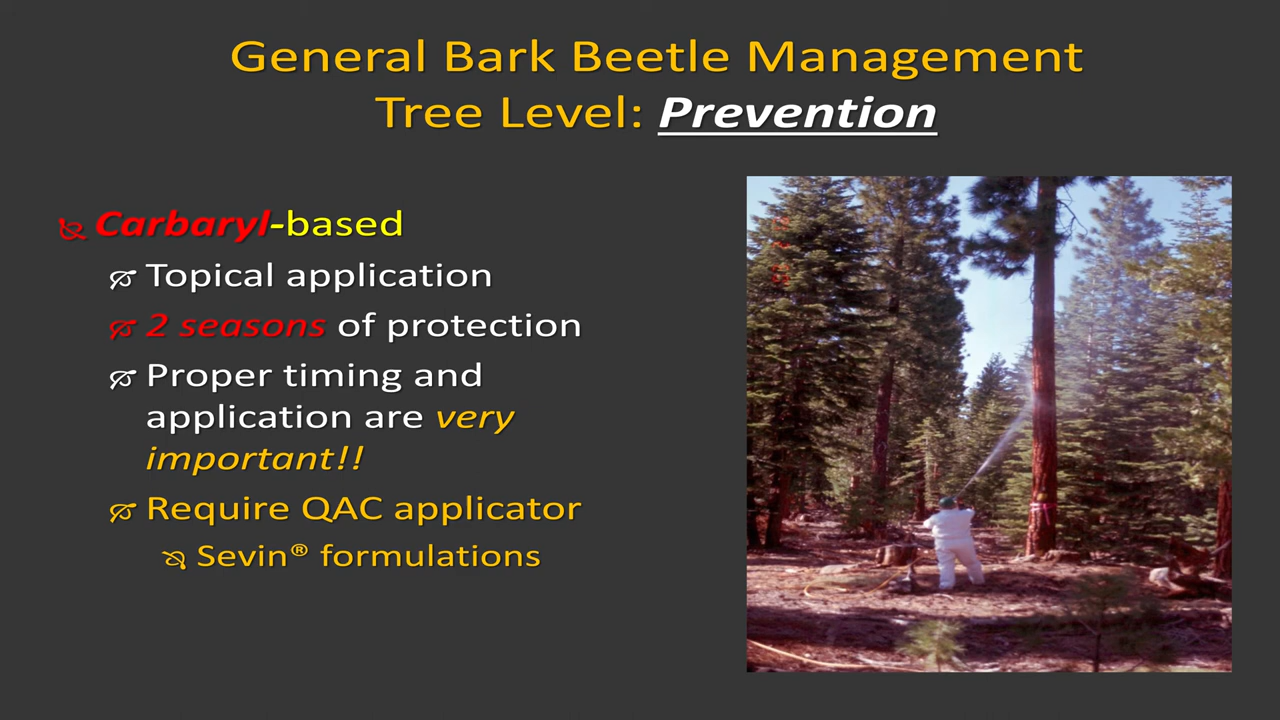 General Bark Beetle Management
Tree Level: Prevention
Carbaryl-based
Topical application
2 seasons of protection
Proper timing and
application are very
important!!
Require QAC applicator
Sevin® formulations